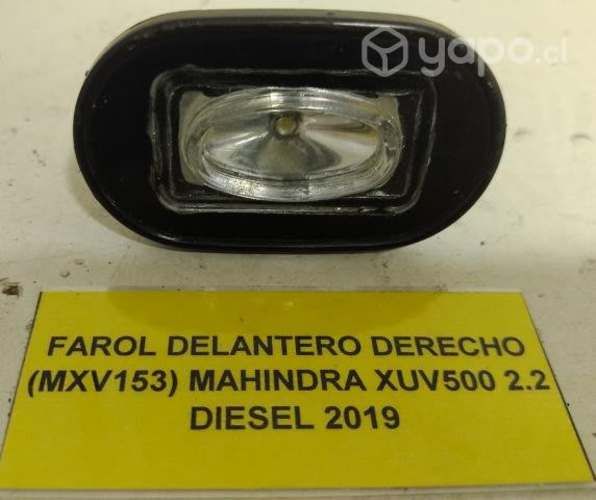 yapo.cl
FAROL DELANTERO DERECHO
(MXV153) MAHINDRA XUV500 2.2
DIESEL 2019